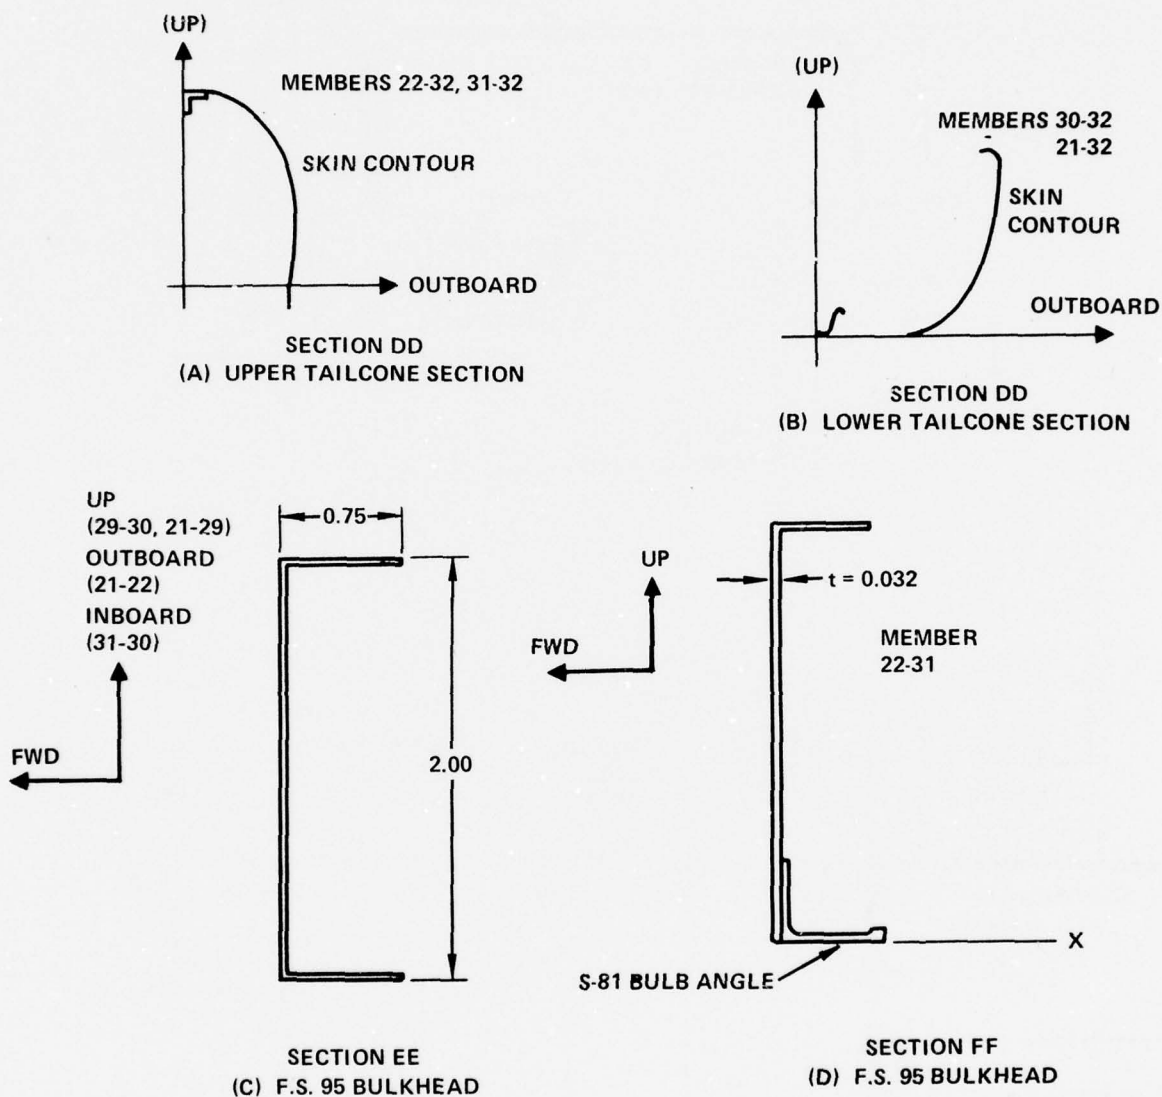 (UP)
MEMBERS 22-32, 31-32
SKIN CONTOUR
OUTBOARD
SECTION DD
(A) UPPER TAILCONE SECTION
(UP)
MEMBERS 30-32
21-32
SKIN
CONTOUR
OUTBOARD
SECTION DD
(B) LOWER TAILCONE SECTION
UP
(29-30, 21-29)
OUTBOARD
(21-22)
INBOARD
(31-30)
FWD
0.75
2.00
SECTION EE
(C) F.S. 95 BULKHEAD
UP
FWD
t = 0.032
MEMBER
22-31
X
S-81 BULB ANGLE
SECTION FF
(D) F.S. 95 BULKHEAD